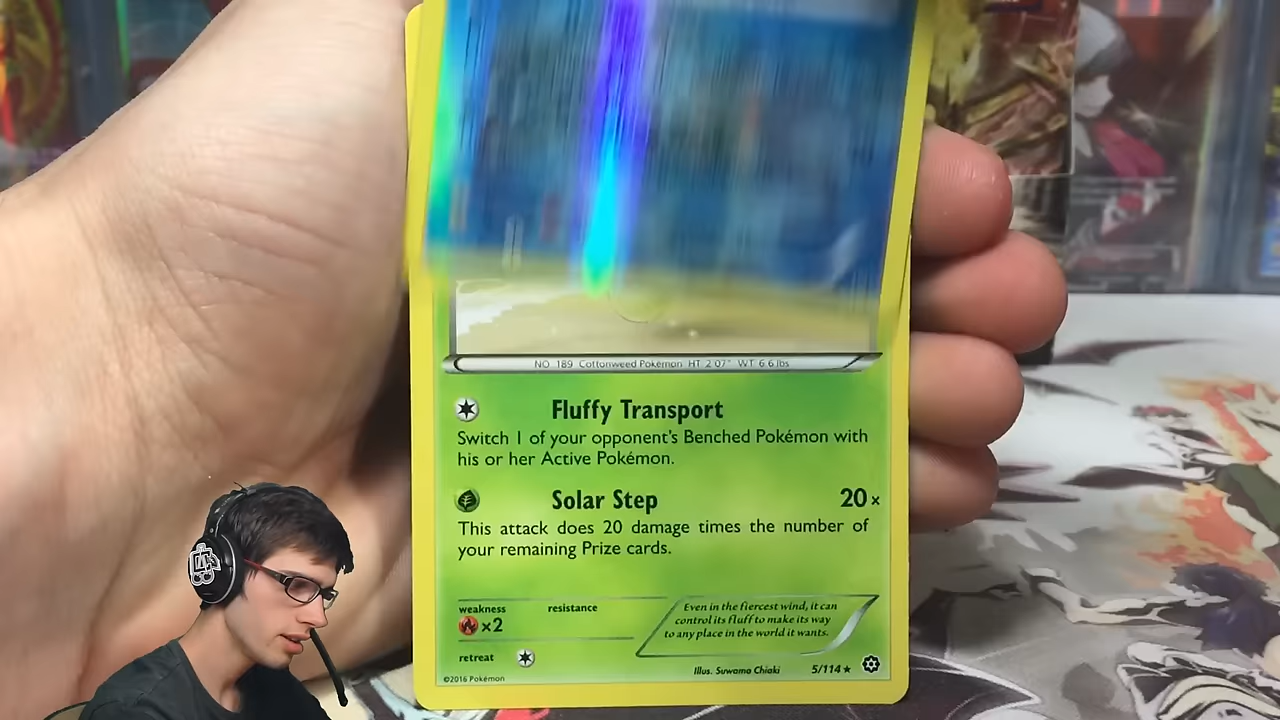 NO. 189 Cottonweed Pokémon HT 2'07" WT 6.6 lbs
Fluffy Transport
Switch 1 of your opponent's Benched Pokémon with
his or her Active Pokémon.
Solar Step 20×
This attack does 20 damage times the number of
your remaining Prize cards.
weakness resistance
×2
retreat
Even in the fiercest wind, it can
control its fluff to make its way
to any place in the world it wants.
Illus. Suwama Chiaki 5/114 ★
©2016 Pokémon